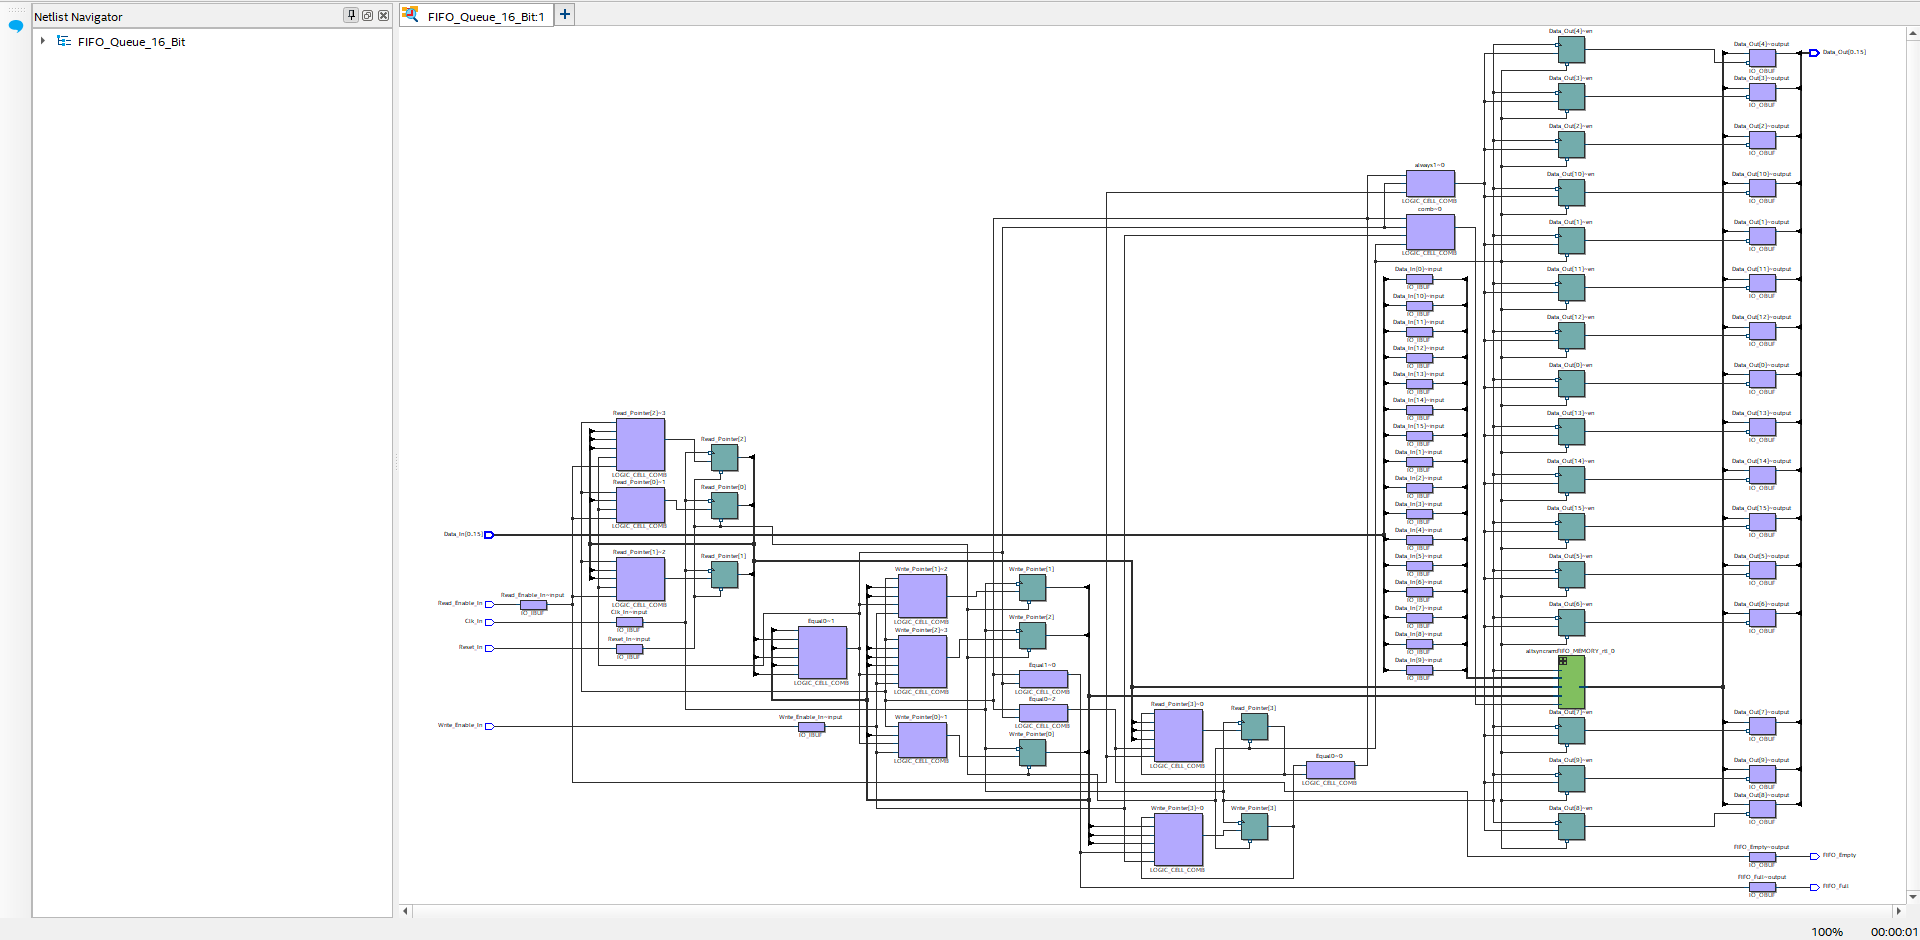 Netlist Navigator
FIFO_Queue_16_Bit:1
FIFO_Queue_16_Bit
Data_In[0..15]
Read_Enable_In
Clk_In
Reset_In
Write_Enable_In
Read_Enable_In~input
IO_IBUF
Clk_In~input
IO_IBUF
Reset_In~input
IO_IBUF
Read_Pointer[2]~3
LOGIC_CELL_COMB
Read_Pointer[0]~1
LOGIC_CELL_COMB
Read_Pointer[1]~2
LOGIC_CELL_COMB
Read_Pointer[2]
Read_Pointer[0]
Read_Pointer[1]
Equal0~1
LOGIC_CELL_COMB
Write_Enable_In~input
IO_IBUF
Write_Pointer[1]~2
LOGIC_CELL_COMB
Write_Pointer[2]~3
LOGIC_CELL_COMB
Write_Pointer[0]~1
LOGIC_CELL_COMB
Write_Pointer[1]
Write_Pointer[2]
Equal1~0
LOGIC_CELL_COMB
Equal0~2
LOGIC_CELL_COMB
Write_Pointer[0]
Read_Pointer[3]~0
LOGIC_CELL_COMB
Write_Pointer[3]~0
LOGIC_CELL_COMB
Read_Pointer[3]
Write_Pointer[3]
Equal0~0
LOGIC_CELL_COMB
always1~0
LOGIC_CELL_COMB
comb~0
LOGIC_CELL_COMB
Data_In[0]~input
IO_IBUF
Data_In[10]~input
IO_IBUF
Data_In[11]~input
IO_IBUF
Data_In[12]~input
IO_IBUF
Data_In[13]~input
IO_IBUF
Data_In[14]~input
IO_IBUF
Data_In[15]~input
IO_IBUF
Data_In[1]~input
IO_IBUF
Data_In[2]~input
IO_IBUF
Data_In[3]~input
IO_IBUF
Data_In[4]~input
IO_IBUF
Data_In[5]~input
IO_IBUF
Data_In[6]~input
IO_IBUF
Data_In[7]~input
IO_IBUF
Data_In[8]~input
IO_IBUF
Data_In[9]~input
IO_IBUF
Data_Out[4]~en
Data_Out[3]~en
Data_Out[2]~en
Data_Out[10]~en
Data_Out[1]~en
Data_Out[11]~en
Data_Out[12]~en
Data_Out[0]~en
Data_Out[13]~en
Data_Out[14]~en
Data_Out[15]~en
Data_Out[5]~en
Data_Out[6]~en
altsyncram:FIFO_MEMORY_rtl_0
Data_Out[7]~en
Data_Out[9]~en
Data_Out[8]~en
Data_Out[4]~output
IO_OBUF
Data_Out[3]~output
IO_OBUF
Data_Out[2]~output
IO_OBUF
Data_Out[10]~output
IO_OBUF
Data_Out[1]~output
IO_OBUF
Data_Out[11]~output
IO_OBUF
Data_Out[12]~output
IO_OBUF
Data_Out[0]~output
IO_OBUF
Data_Out[13]~output
IO_OBUF
Data_Out[14]~output
IO_OBUF
Data_Out[15]~output
IO_OBUF
Data_Out[5]~output
IO_OBUF
Data_Out[6]~output
IO_OBUF
Data_Out[7]~output
IO_OBUF
Data_Out[9]~output
IO_OBUF
Data_Out[8]~output
IO_OBUF
FIFO_Empty~output
IO_OBUF
FIFO_Full~output
IO_OBUF
Data_Out[0..15]
FIFO_Empty
FIFO_Full
100%
00:00:01